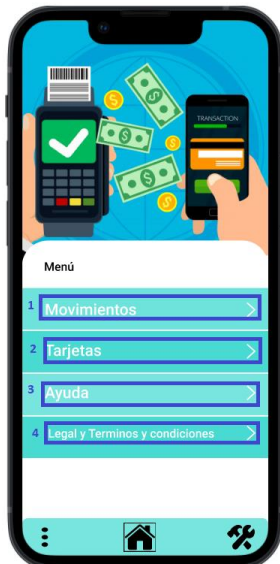 TRANSACTION
Menú
1 Movimientos
2 Tarjetas
3 Ayuda
4 Legal y Terminos y condiciones